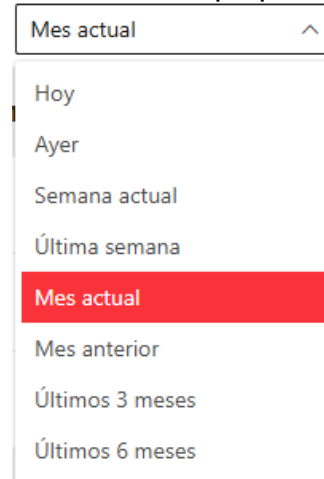 Mes actual
Hoy
Ayer
Semana actual
Última semana
Mes actual
Mes anterior
Últimos 3 meses
Últimos 6 meses